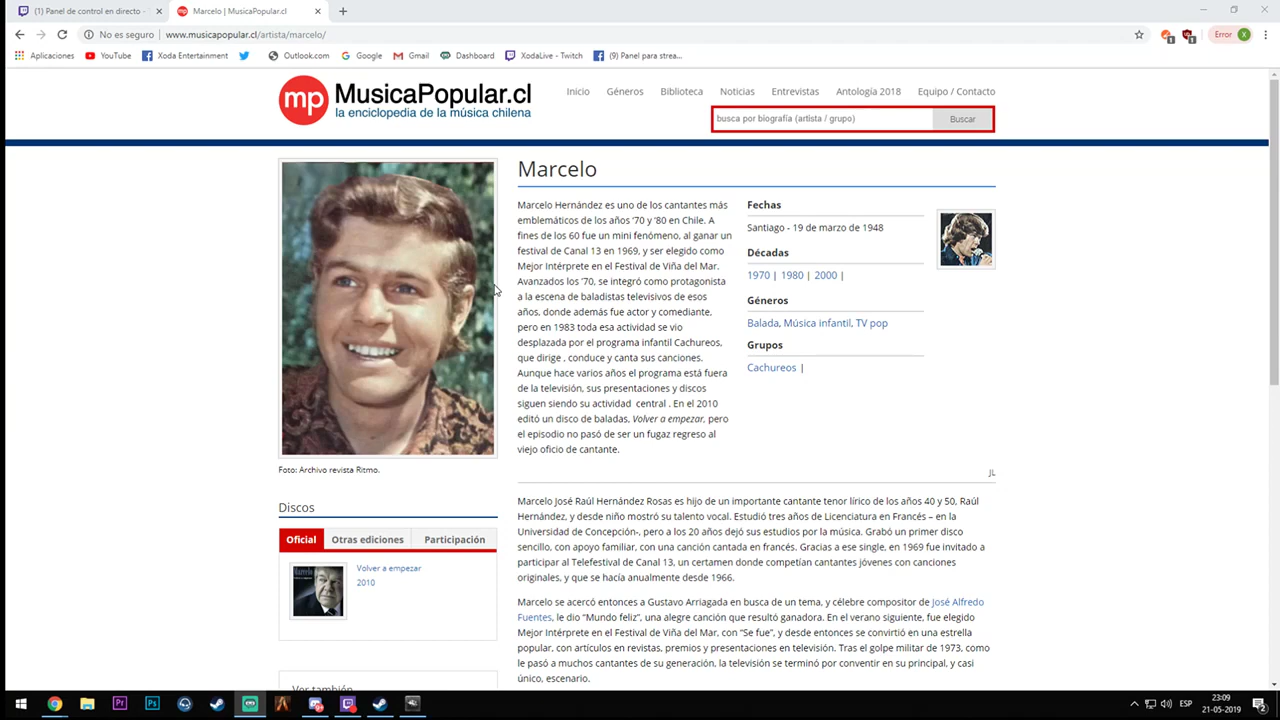 (1) Panel de control en directo -
Marcelo | MusicaPopular.cl
No es seguro | www.musicapopular.cl/artista/marcelo/
Error X
Aplicaciones YouTube Xoda Entertainment Outlook.com Google Gmail Dashboard XodaLive - Twitch (9) Panel para strea...
mp MusicaPopular.cl
la enciclopedia de la música chilena
Inicio Géneros Biblioteca Noticias Entrevistas Antología 2018 Equipo / Contacto
busca por biografía (artista / grupo) Buscar
Marcelo
Marcelo Hernández es uno de los cantantes más
emblemáticos de los años '70 y '80 en Chile. A
fines de los 60 fue un mini fenómeno, al ganar un
festival de Canal 13 en 1969, y ser elegido como
Mejor Intérprete en el Festival de Viña del Mar.
Avanzados los '70, se integró como protagonista
a la escena de baladistas televisivos de esos
años, donde además fue actor y comediante,
pero en 1983 toda esa actividad se vio
desplazada por el programa infantil Cachureos,
que dirige , conduce y canta sus canciones.
Aunque hace varios años el programa está fuera
de la televisión, sus presentaciones y discos
siguen siendo su actividad central . En el 2010
editó un disco de baladas, Volver a empezar, pero
el episodio no pasó de ser un fugaz regreso al
viejo oficio de cantante.
Fechas
Santiago - 19 de marzo de 1948
Décadas
1970 | 1980 | 2000 |
Géneros
Balada, Música infantil, TV pop
Grupos
Cachureos |
JL
Foto: Archivo revista Ritmo.
Discos
Oficial Otras ediciones Participación
Volver a empezar
2010
Ver también
Marcelo José Raúl Hernández Rosas es hijo de un importante cantante tenor lírico de los años 40 y 50, Raúl
Hernández, y desde niño mostró su talento vocal. Estudió tres años de Licenciatura en Francés – en la
Universidad de Concepción-, pero a los 20 años dejó sus estudios por la música. Grabó un primer disco
sencillo, con apoyo familiar, con una canción cantada en francés. Gracias a ese single, en 1969 fue invitado a
participar al Telefestival de Canal 13, un certamen donde competían cantantes jóvenes con canciones
originales, y que se hacía anualmente desde 1966.
Marcelo se acercó entonces a Gustavo Arriagada en busca de un tema, y célebre compositor de José Alfredo
Fuentes, le dio “Mundo feliz”, una alegre canción que resultó ganadora. En el verano siguiente, fue elegido
Mejor Intérprete en el Festival de Viña del Mar, con “Se fue”, y desde entonces se convirtió en una estrella
popular, con artículos en revistas, premios y presentaciones en televisión. Tras el golpe militar de 1973, como
le pasó a muchos cantantes de su generación, la televisión se terminó por convertir en su principal, y casi
único, escenario.
Pr Ps ESP 23:09
21-05-2019 2